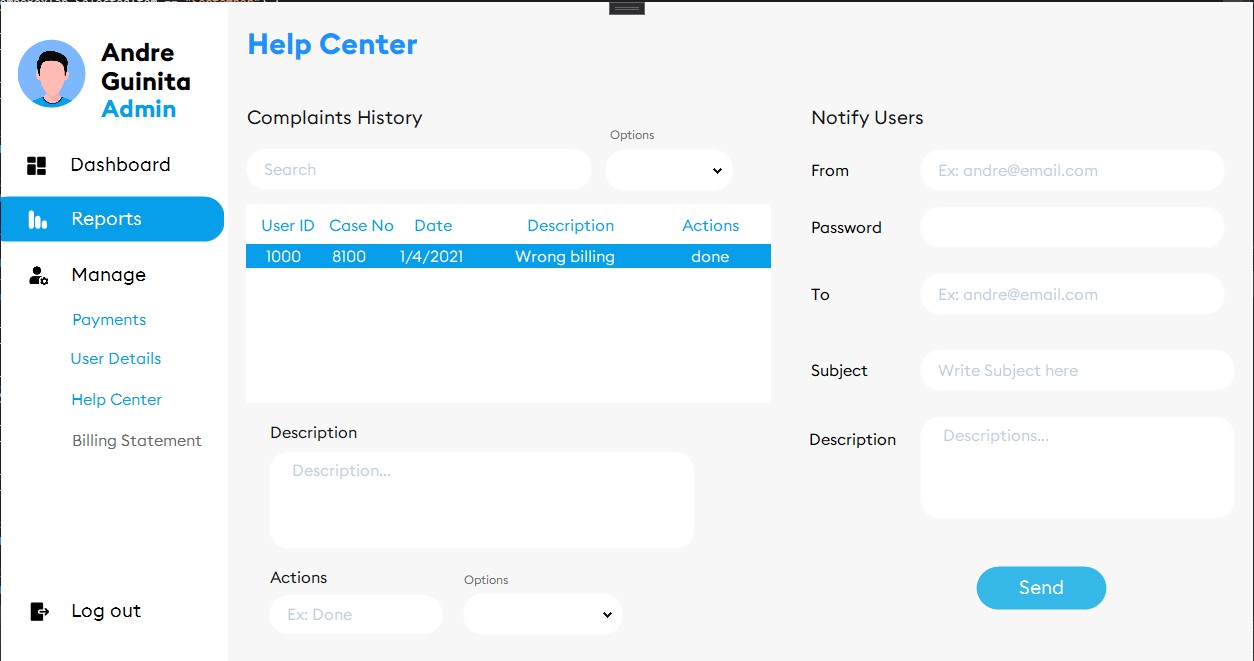 Andre
Guinita
Admin
Dashboard
Reports
Manage
Payments
User Details
Help Center
Billing Statement
Log out
Help Center
Complaints History
Options
Search
User ID Case No Date Description Actions
1000 8100 1/4/2021 Wrong billing done
Description
Description...
Actions
Options
Ex: Done
Notify Users
From
Ex: andre@email.com
Password
To
Ex: andre@email.com
Subject
Write Subject here
Description
Descriptions...
Send